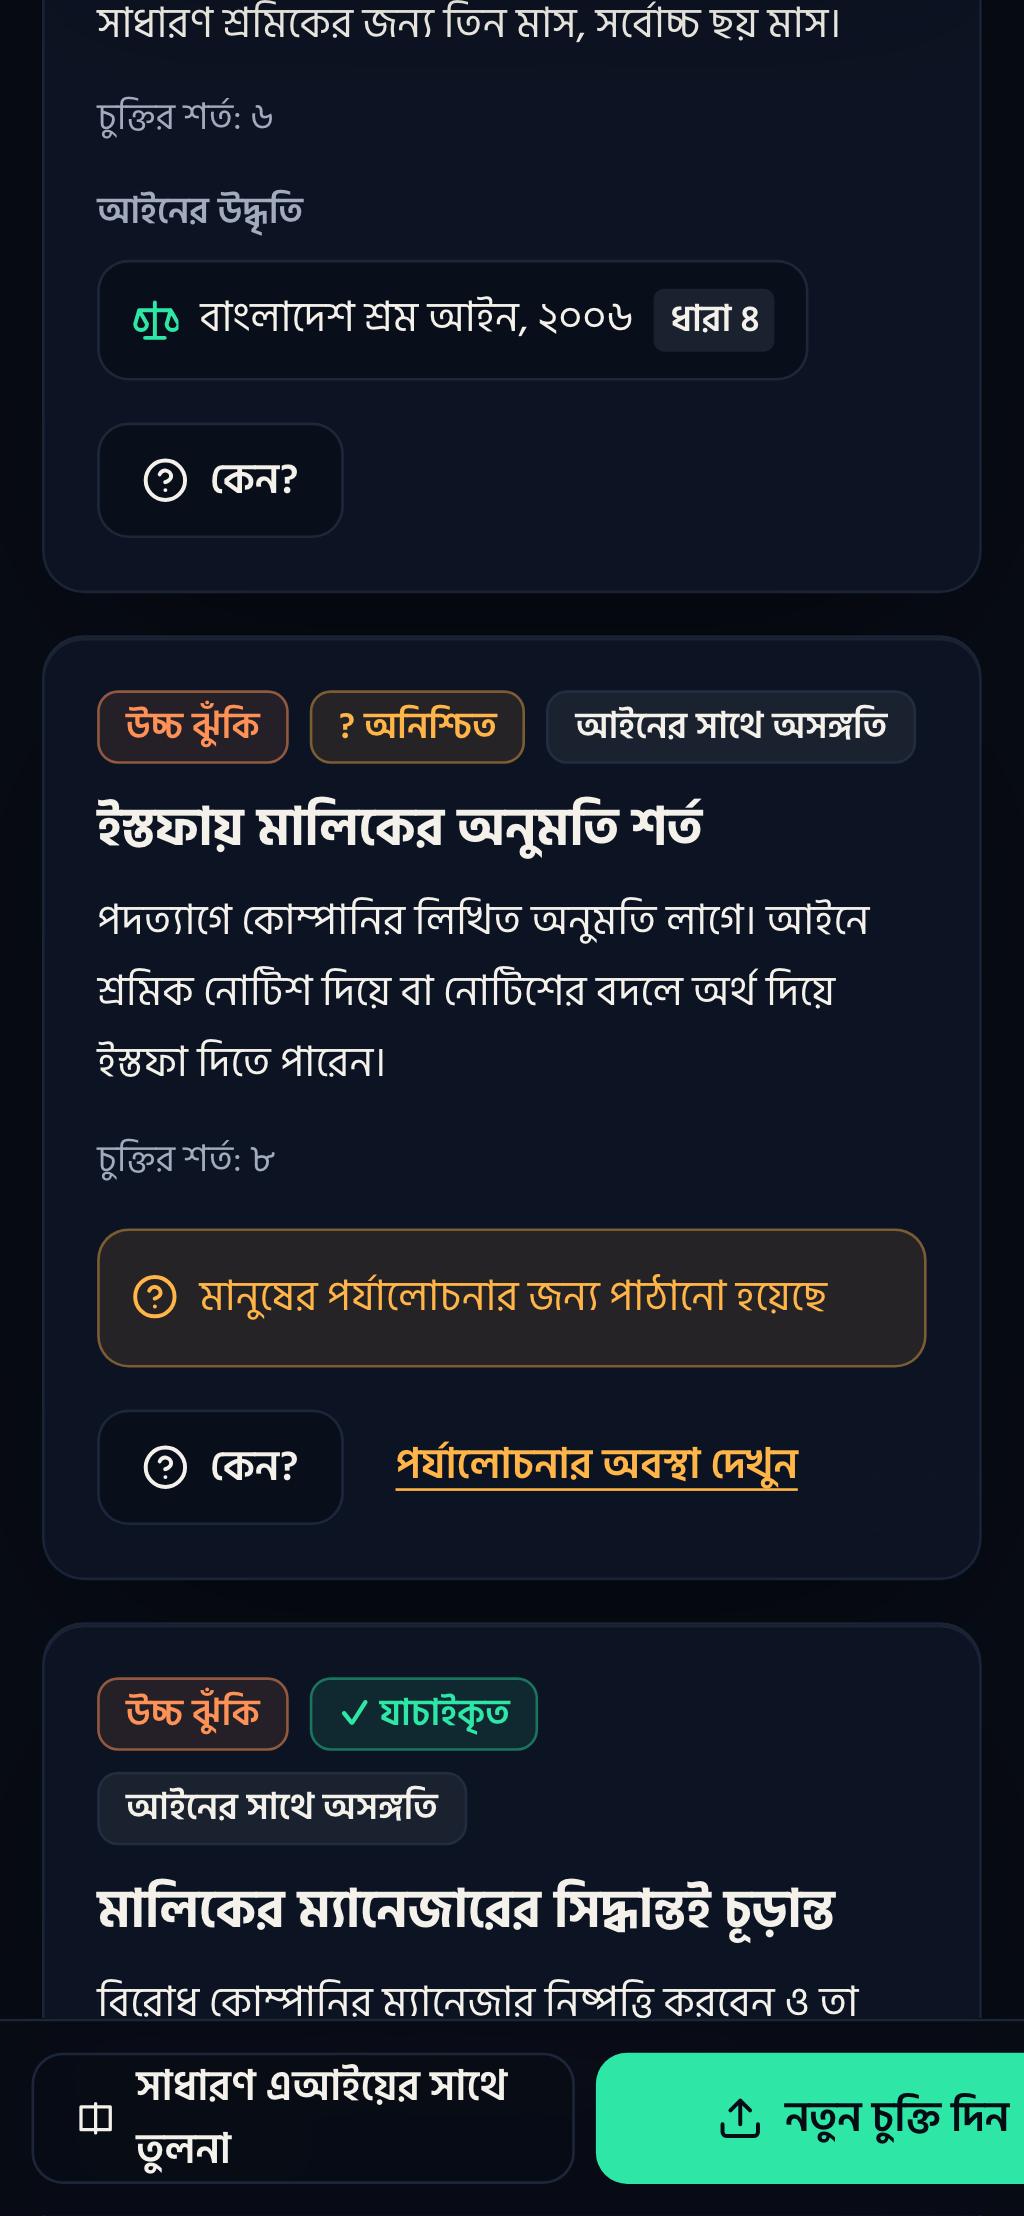 সাধারণ শ্রমিকের জন্য তিন মাস, সর্বোচ্চ ছয় মাস।
চুক্তির শর্ত: ৬
আইনের উদ্ধৃতি
বাংলাদেশ শ্রম আইন, ২০০৬ ধারা ৪
কেন?
উচ্চ ঝুঁকি ? অনিশ্চিত আইনের সাথে অসঙ্গতি
ইস্তফায় মালিকের অনুমতি শর্ত
পদত্যাগে কোম্পানির লিখিত অনুমতি লাগে। আইনে
শ্রমিক নোটিশ দিয়ে বা নোটিশের বদলে অর্থ দিয়ে
ইস্তফা দিতে পারেন।
চুক্তির শর্ত: ৮
মানুষের পর্যালোচনার জন্য পাঠানো হয়েছে
কেন? পর্যালোচনার অবস্থা দেখুন
উচ্চ ঝুঁকি ✓ যাচাইকৃত
আইনের সাথে অসঙ্গতি
মালিকের ম্যানেজারের সিদ্ধান্তই চূড়ান্ত
বিরোধ কোম্পানির ম্যানেজার নিষ্পত্তি করবেন ও তা
সাধারণ এআইয়ের সাথে
তুলনা
নতুন চুক্তি দিন